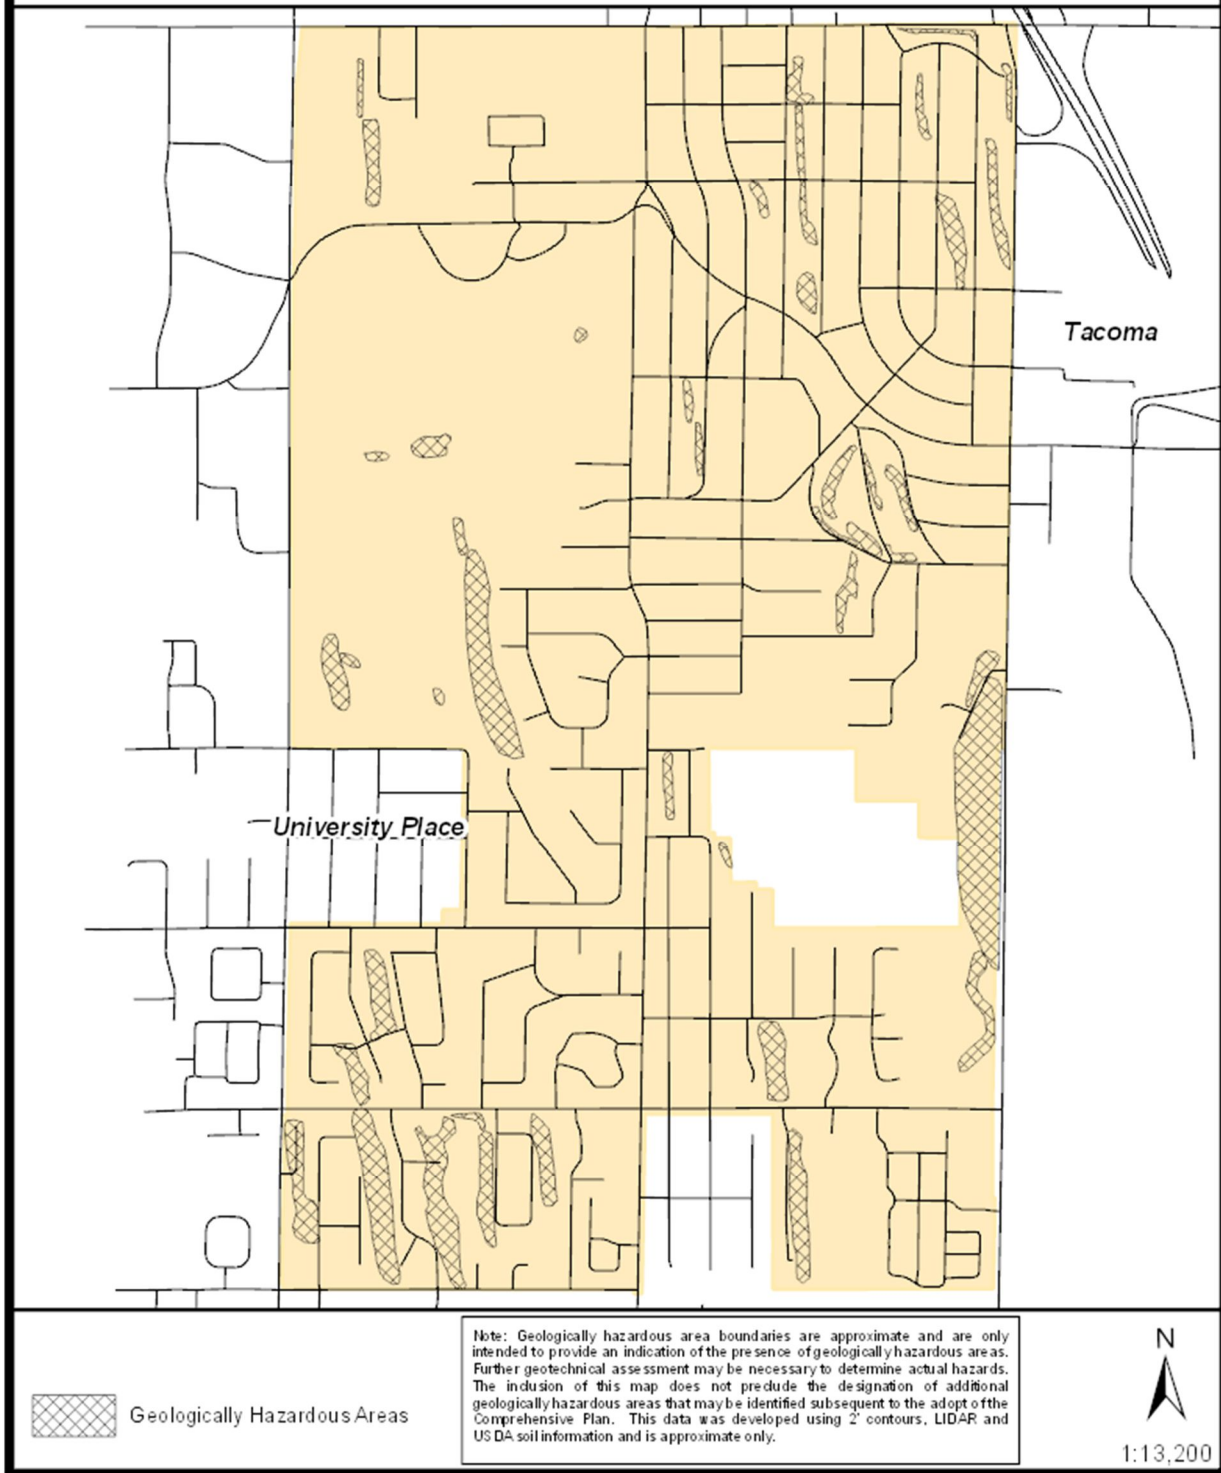 Tacoma
University Place
Note: Geologically hazardous area boundaries are approximate and are only
intended to provide an indication of the presence of geologically hazardous areas.
Further geotechnical assessment may be necessary to determine actual hazards.
The inclusion of this map does not preclude the designation of additional
geologically hazardous areas that may be identified subsequent to the adopt of the
Comprehensive Plan. This data was developed using 2' contours, LIDAR and
USDA soil information and is approximate only.
Geologically Hazardous Areas
N
1:13,200